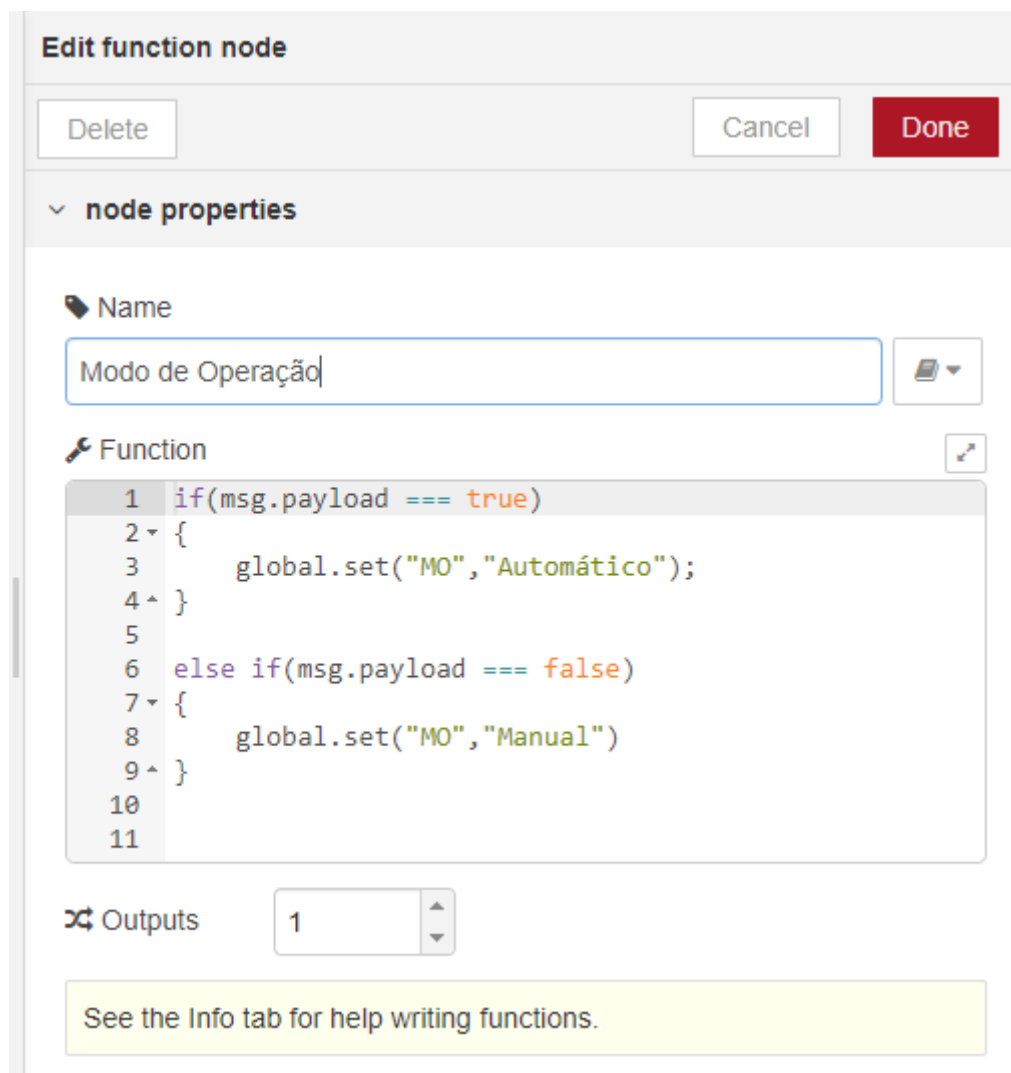 Edit function node
Delete Cancel Done
node properties
Name
Modo de Operação
Function
1 if(msg.payload === true)
2 {
3     global.set("MO","Automático");
4 }
5
6 else if(msg.payload === false)
7 {
8     global.set("MO","Manual")
9 }
10
11
Outputs 1
See the Info tab for help writing functions.